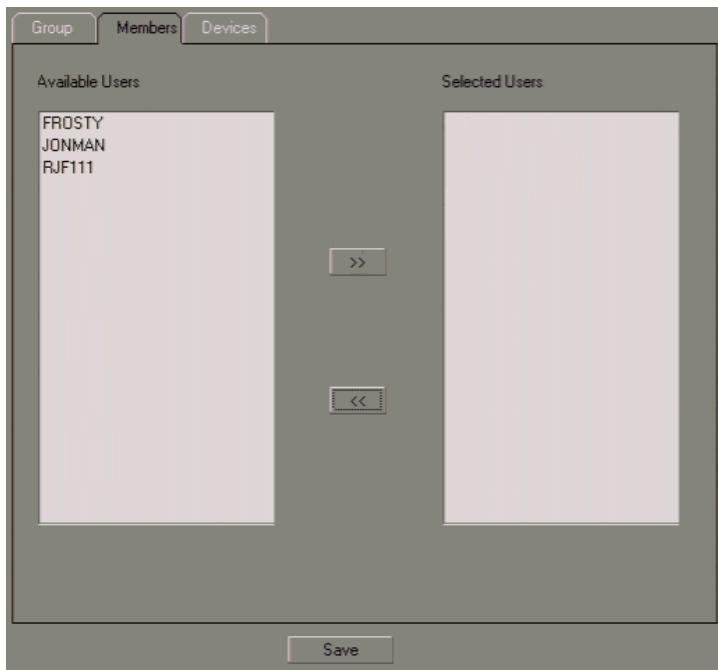 Group Members Devices
Available Users Selected Users
FROSTY
JONMAN
RJF111
>>
<<
Save